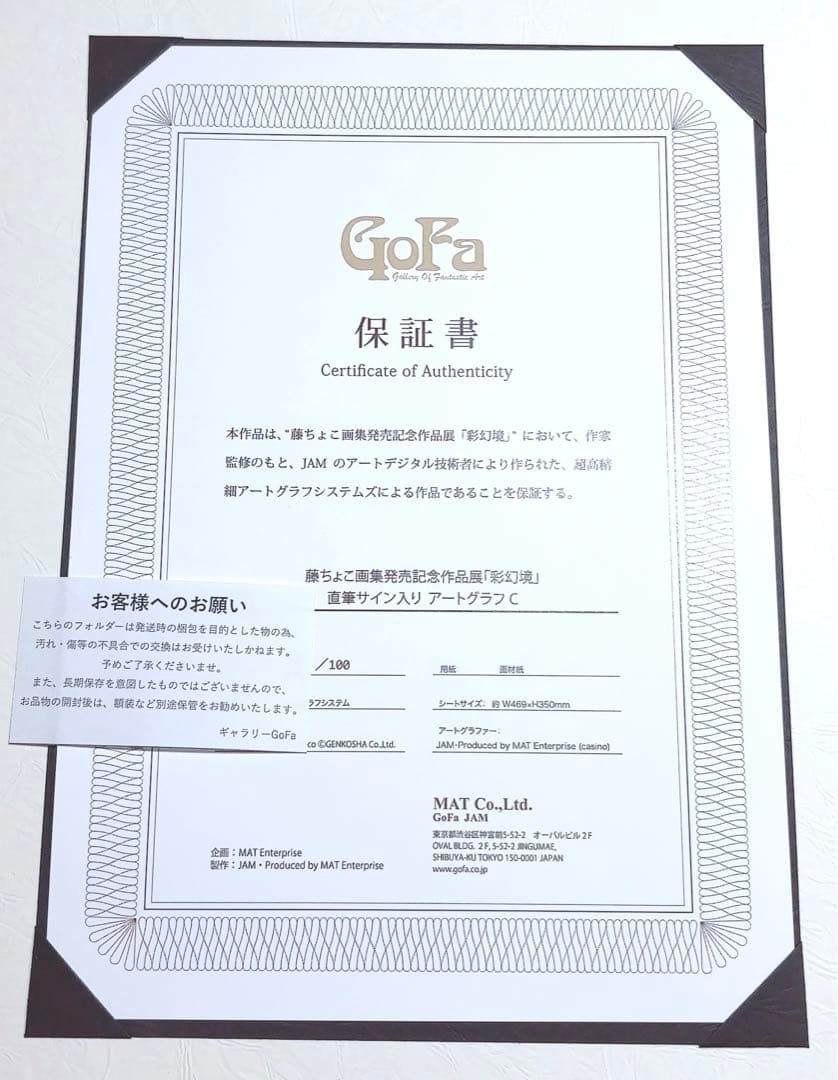 GoFa
Gallery Of Fantastic Art
保証書
Certificate of Authenticity
本作品は、“藤ちょこ画集発売記念作品展「彩幻境」”において、作家
監修のもと、JAM のアートデジタル技術者により作られた、超高精
細アートグラフシステムズによる作品であることを保証する。
藤ちょこ画集発売記念作品展「彩幻境」
直筆サイン入り アートグラフ C
お客様へのお願い
こちらのフォルダーは発送時の梱包を目的とした物の為、
汚れ・傷等の不具合での交換はお受けいたしかねます。
予めご了承くださいませ。
また、長期保存を意図したものではございませんので、
お品物の開封後は、額装など別途保管をお勧めいたします。
ギャラリーGoFa
／100
用紙: 画材紙
ラフシステム
シートサイズ: 約 W469×H350mm
co ©GENKOSHA Co.,Ltd.
アートグラファー:
JAM-Produced by MAT Enterprise (casino)
MAT Co.,Ltd.
GoFa JAM
東京都渋谷区神宮前5-52-2 オーバルビル2F
OVAL BLDG. 2F, 5-52-2 JINGUMAE,
SHIBUYA-KU TOKYO 150-0001 JAPAN
www.gofa.co.jp
企画：MAT Enterprise
製作：JAM・Produced by MAT Enterprise